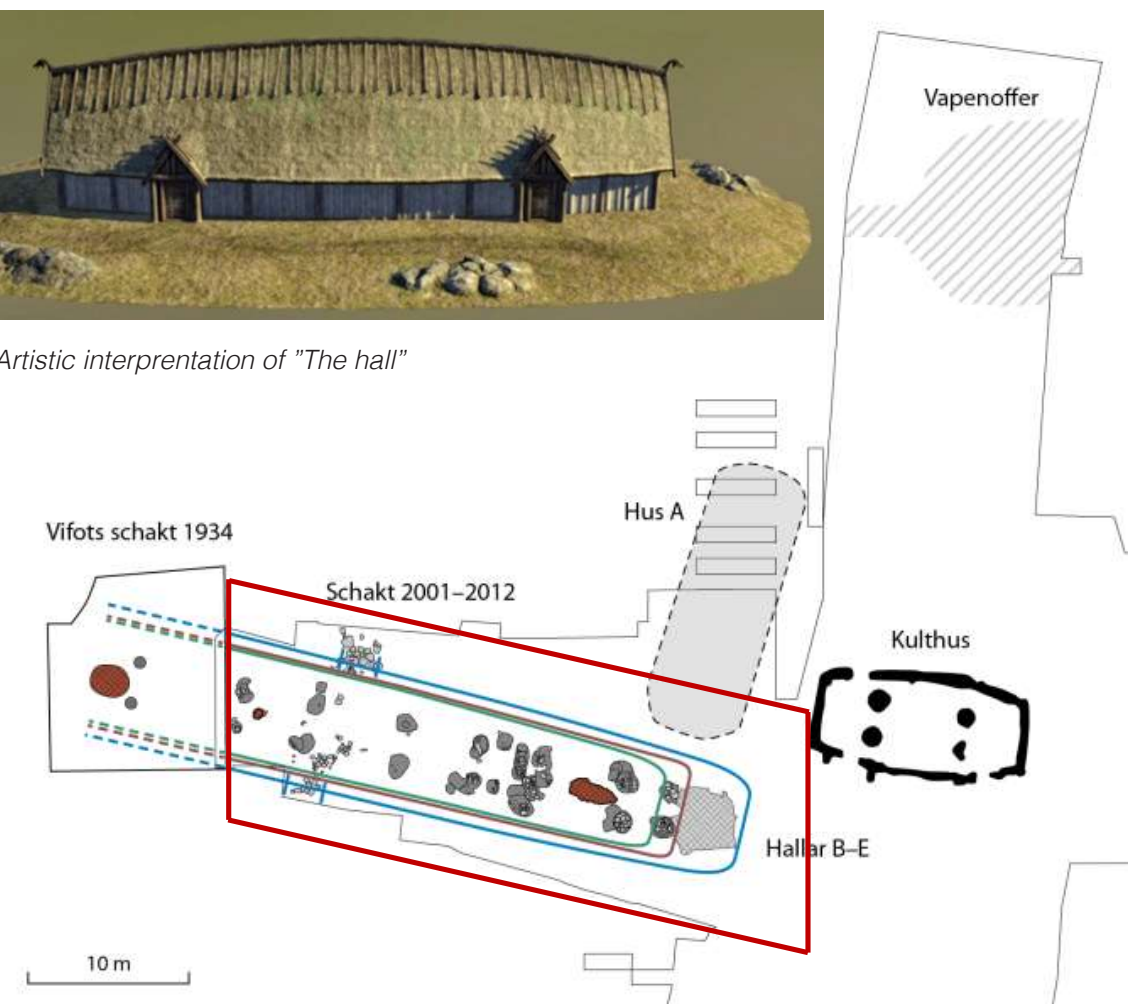 Vapenoffer
Artistic interprentation of ”The hall”
Hus A
Vifots schakt 1934
Schakt 2001–2012
Kulthus
Hallar B–E
10 m